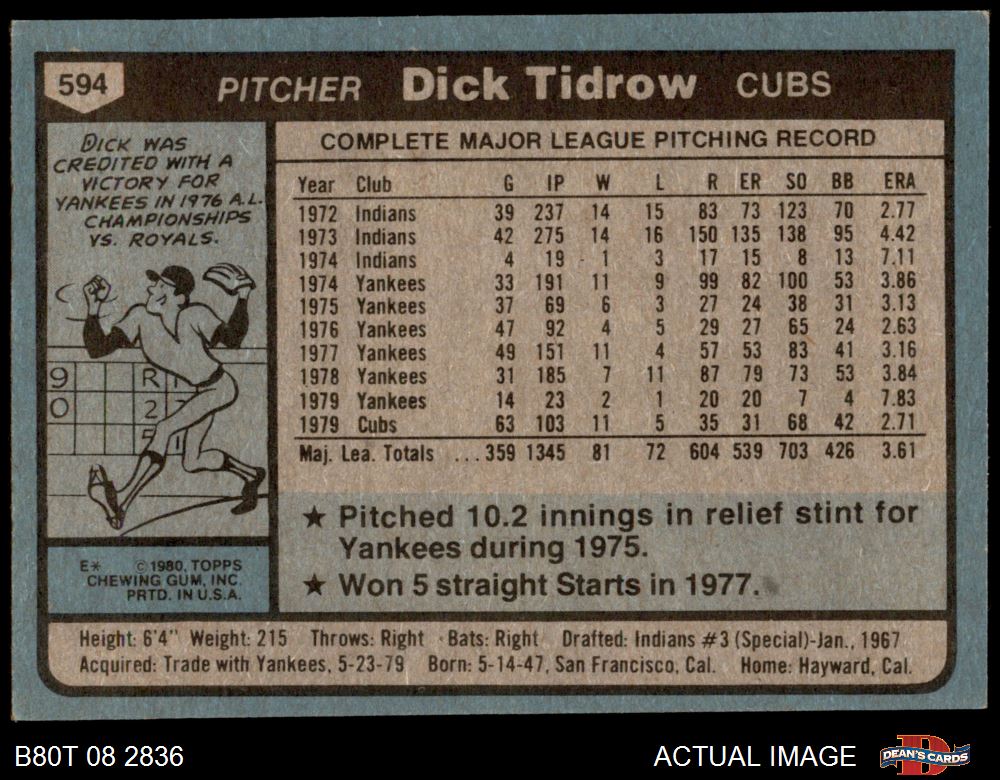 594 PITCHER Dick Tidrow CUBS
DICK WAS
CREDITED WITH A
VICTORY FOR
YANKEES IN 1976 A.L.
CHAMPIONSHIPS
VS. ROYALS.
9 R
0 2
COMPLETE MAJOR LEAGUE PITCHING RECORD
Year Club G IP W L R ER SO BB ERA
1972 Indians 39 237 14 15 83 73 123 70 2.77
1973 Indians 42 275 14 16 150 135 138 95 4.42
1974 Indians 4 19 1 3 17 15 8 13 7.11
1974 Yankees 33 191 11 9 99 82 100 53 3.86
1975 Yankees 37 69 6 3 27 24 38 31 3.13
1976 Yankees 47 92 4 5 29 27 65 24 2.63
1977 Yankees 49 151 11 4 57 53 83 41 3.16
1978 Yankees 31 185 7 11 87 79 73 53 3.84
1979 Yankees 14 23 2 1 20 20 7 4 7.83
1979 Cubs 63 103 11 5 35 31 68 42 2.71
Maj. Lea. Totals ... 359 1345 81 72 604 539 703 426 3.61
★ Pitched 10.2 innings in relief stint for
Yankees during 1975.
★ Won 5 straight Starts in 1977.
E* © 1980, TOPPS
CHEWING GUM, INC.
PRTD. IN U.S.A.
Height: 6'4" Weight: 215 Throws: Right Bats: Right Drafted: Indians #3 (Special)-Jan., 1967
Acquired: Trade with Yankees, 5-23-79 Born: 5-14-47, San Francisco, Cal. Home: Hayward, Cal.
B80T 08 2836 ACTUAL IMAGE DEAN'S CARDS